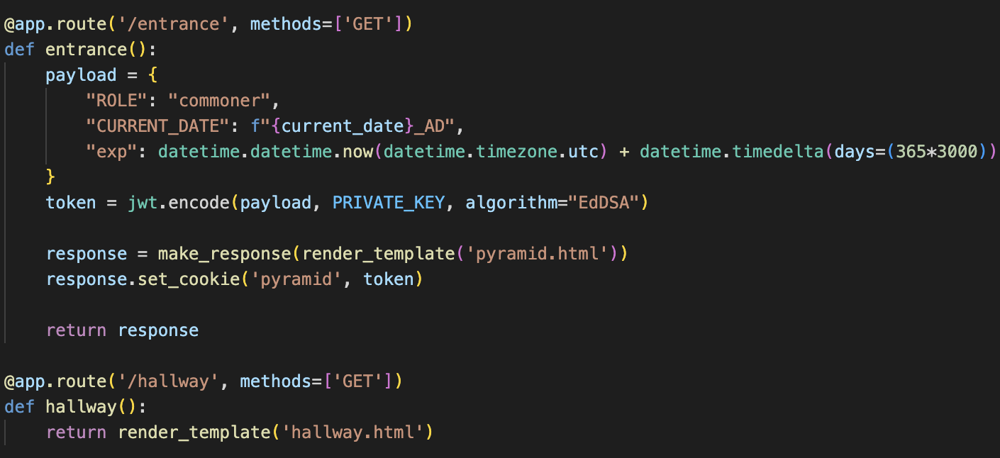 @app.route('/entrance', methods=['GET'])
def entrance():
    payload = {
        "ROLE": "commoner",
        "CURRENT_DATE": f"{current_date}_AD",
        "exp": datetime.datetime.now(datetime.timezone.utc) + datetime.timedelta(days=(365*3000))
    }
    token = jwt.encode(payload, PRIVATE_KEY, algorithm="EdDSA")

    response = make_response(render_template('pyramid.html'))
    response.set_cookie('pyramid', token)

    return response

@app.route('/hallway', methods=['GET'])
def hallway():
    return render_template('hallway.html')